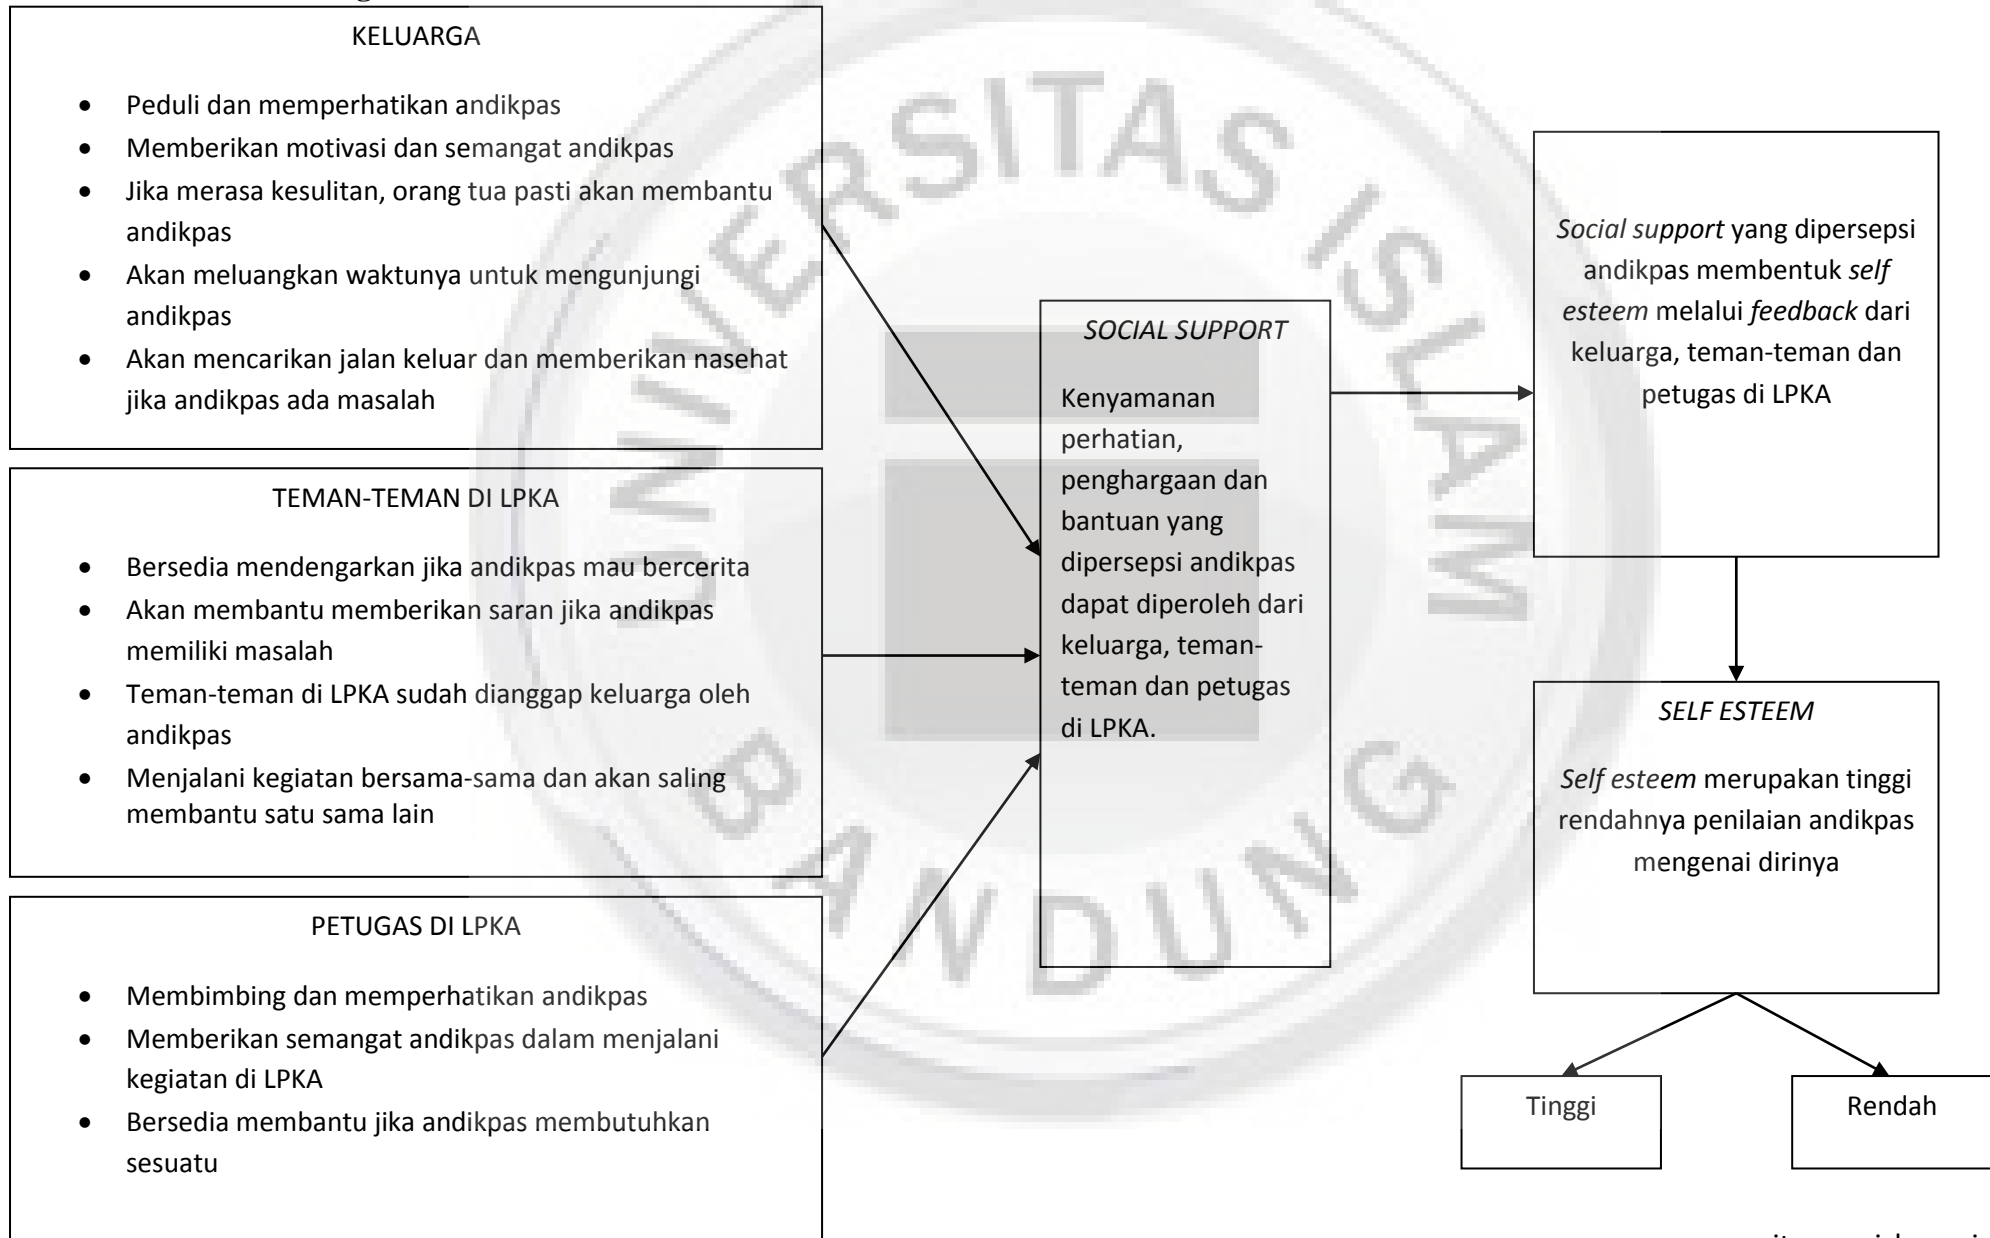 KELUARGA
• Peduli dan memperhatikan andikpas
• Memberikan motivasi dan semangat andikpas
• Jika merasa kesulitan, orang tua pasti akan membantu
andikpas
• Akan meluangkan waktunya untuk mengunjungi
andikpas
• Akan mencarikan jalan keluar dan memberikan nasehat
jika andikpas ada masalah
TEMAN-TEMAN DI LPKA
• Bersedia mendengarkan jika andikpas mau bercerita
• Akan membantu memberikan saran jika andikpas
memiliki masalah
• Teman-teman di LPKA sudah dianggap keluarga oleh
andikpas
• Menjalani kegiatan bersama-sama dan akan saling
membantu satu sama lain
PETUGAS DI LPKA
• Membimbing dan memperhatikan andikpas
• Memberikan semangat andikpas dalam menjalani
kegiatan di LPKA
• Bersedia membantu jika andikpas membutuhkan
sesuatu
SOCIAL SUPPORT
Kenyamanan
perhatian,
penghargaan dan
bantuan yang
dipersepsi andikpas
dapat diperoleh dari
keluarga, teman-
teman dan petugas
di LPKA.
Social support yang dipersepsi
andikpas membentuk self
esteem melalui feedback dari
keluarga, teman-teman dan
petugas di LPKA
SELF ESTEEM
Self esteem merupakan tinggi
rendahnya penilaian andikpas
mengenai dirinya
Tinggi
Rendah
UNIVERSITAS ISLAM
BANDUNG